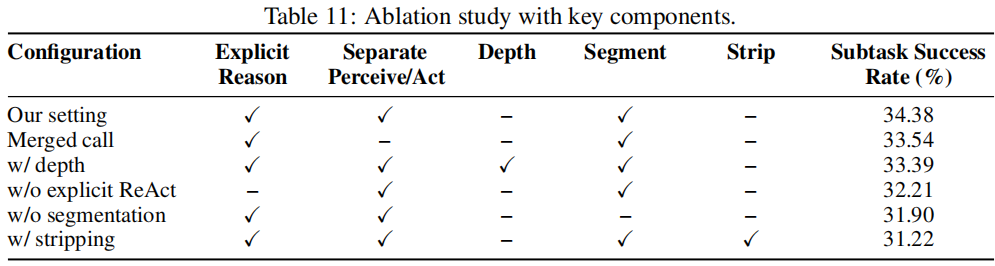 Table 11: Ablation study with key components.
Configuration Explicit Reason Separate Perceive/Act Depth Segment Strip Subtask Success Rate (%)
Our setting ✓ ✓ – ✓ – 34.38
Merged call ✓ – – ✓ – 33.54
w/ depth ✓ ✓ ✓ ✓ – 33.39
w/o explicit ReAct – ✓ – ✓ – 32.21
w/o segmentation ✓ ✓ – – – 31.90
w/ stripping ✓ ✓ – ✓ ✓ 31.22